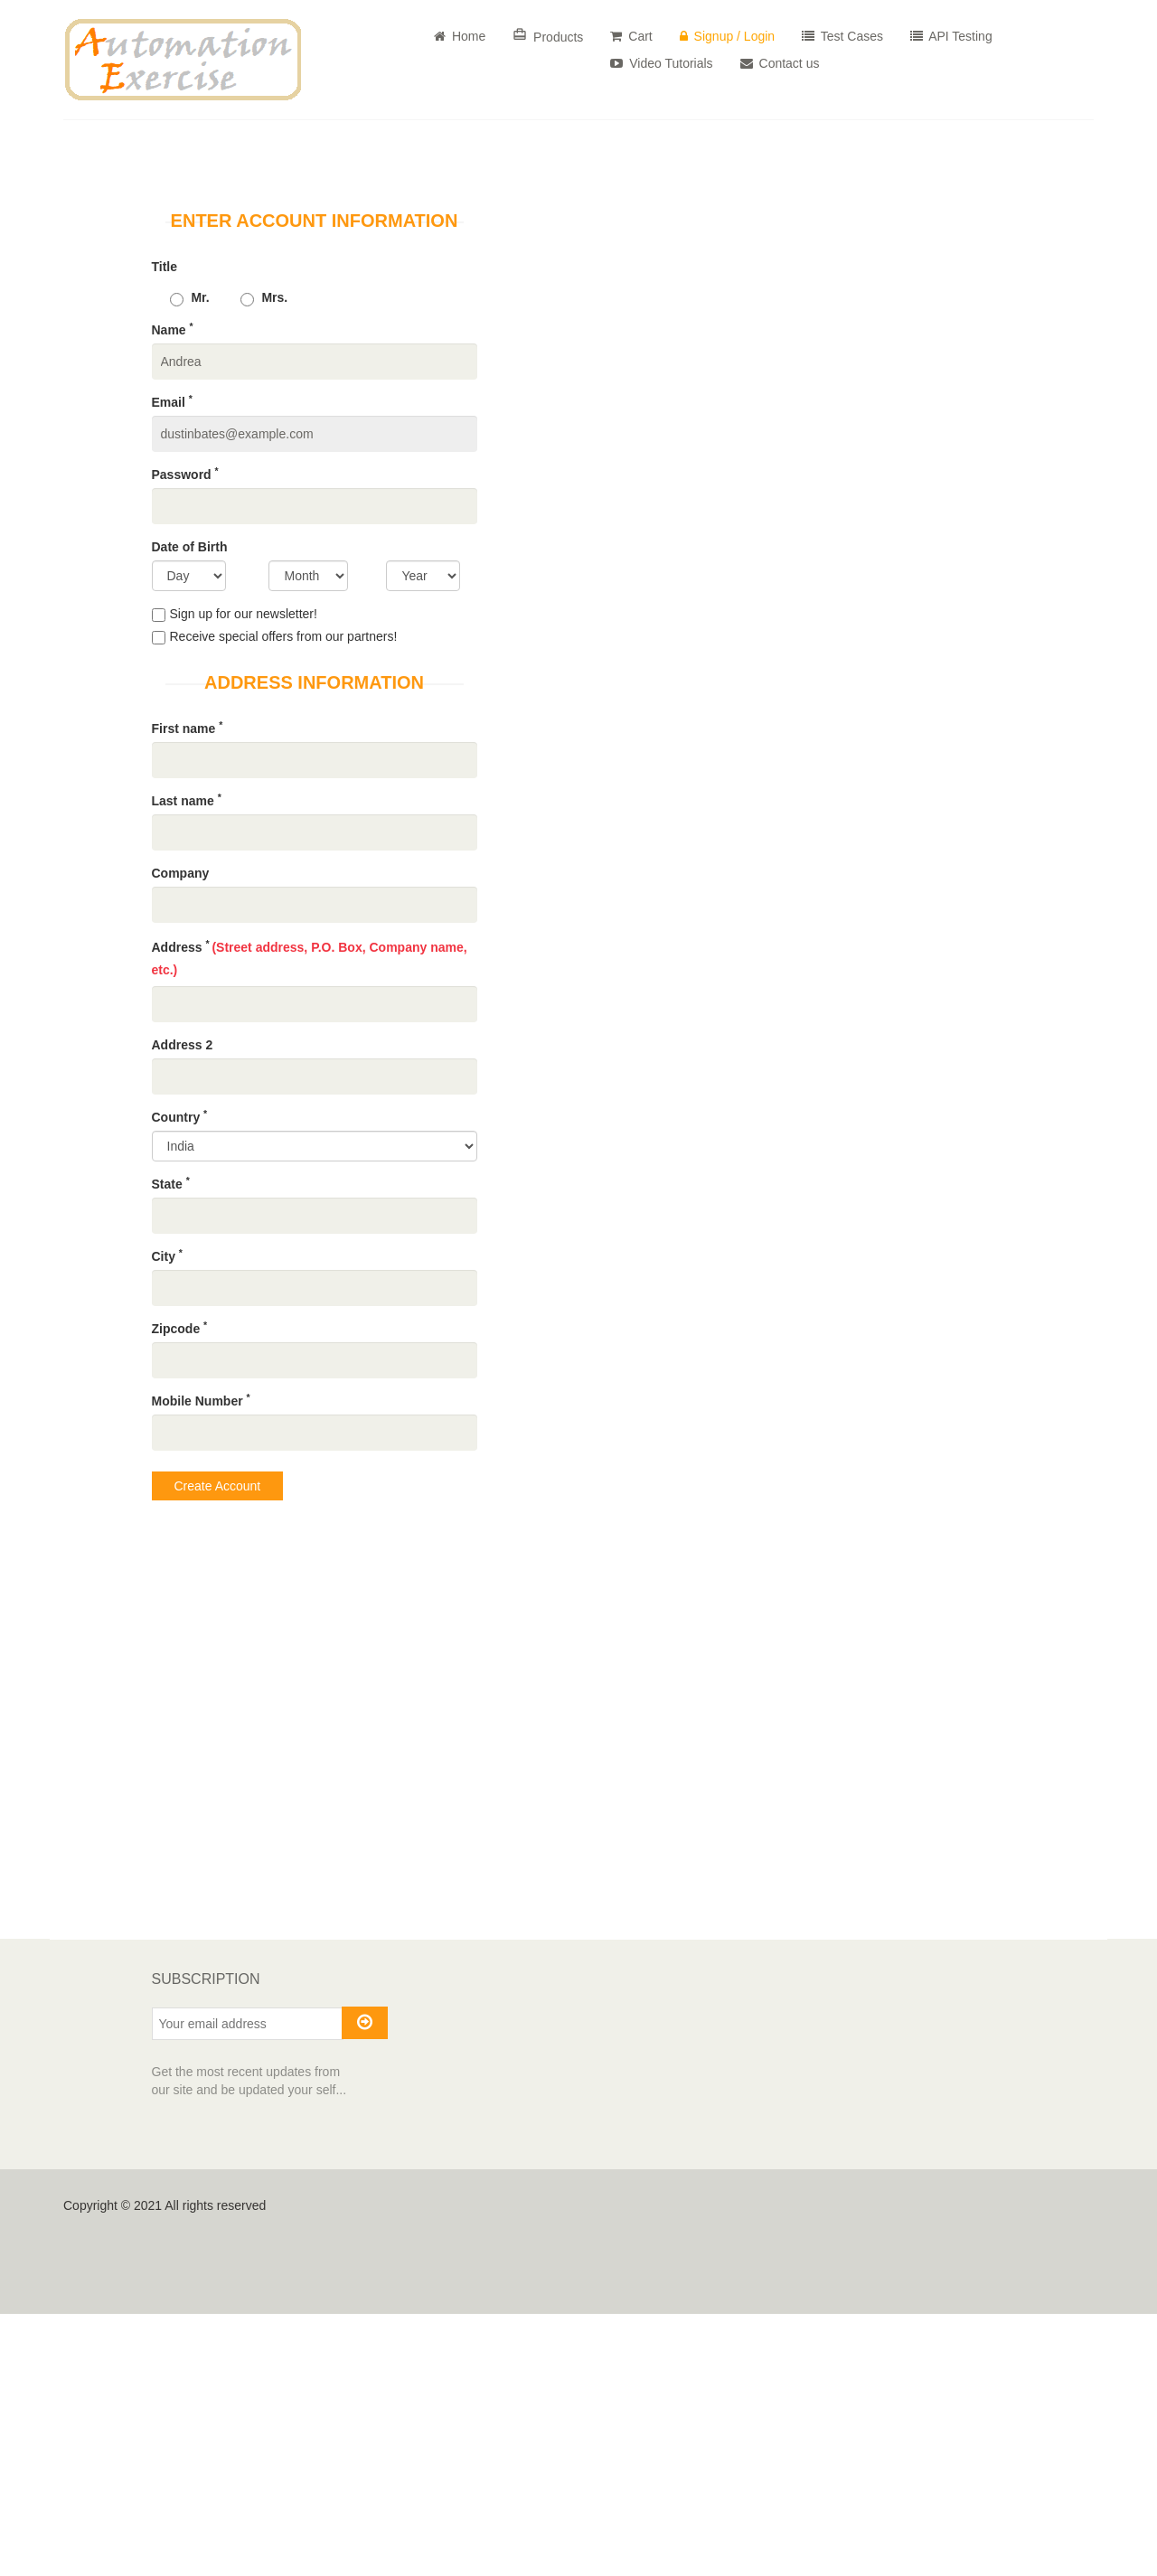 Automation
Exercise
Home Products Cart Signup / Login Test Cases API Testing
Video Tutorials Contact us
ENTER ACCOUNT INFORMATION
Title
Mr. Mrs.
Name *
Andrea
Email *
dustinbates@example.com
Password *
Date of Birth
Day Month Year
Sign up for our newsletter!
Receive special offers from our partners!
ADDRESS INFORMATION
First name *
Last name *
Company
Address * (Street address, P.O. Box, Company name,
etc.)
Address 2
Country *
India
State *
City *
Zipcode *
Mobile Number *
Create Account
SUBSCRIPTION
Your email address
Get the most recent updates from
our site and be updated your self...
Copyright © 2021 All rights reserved